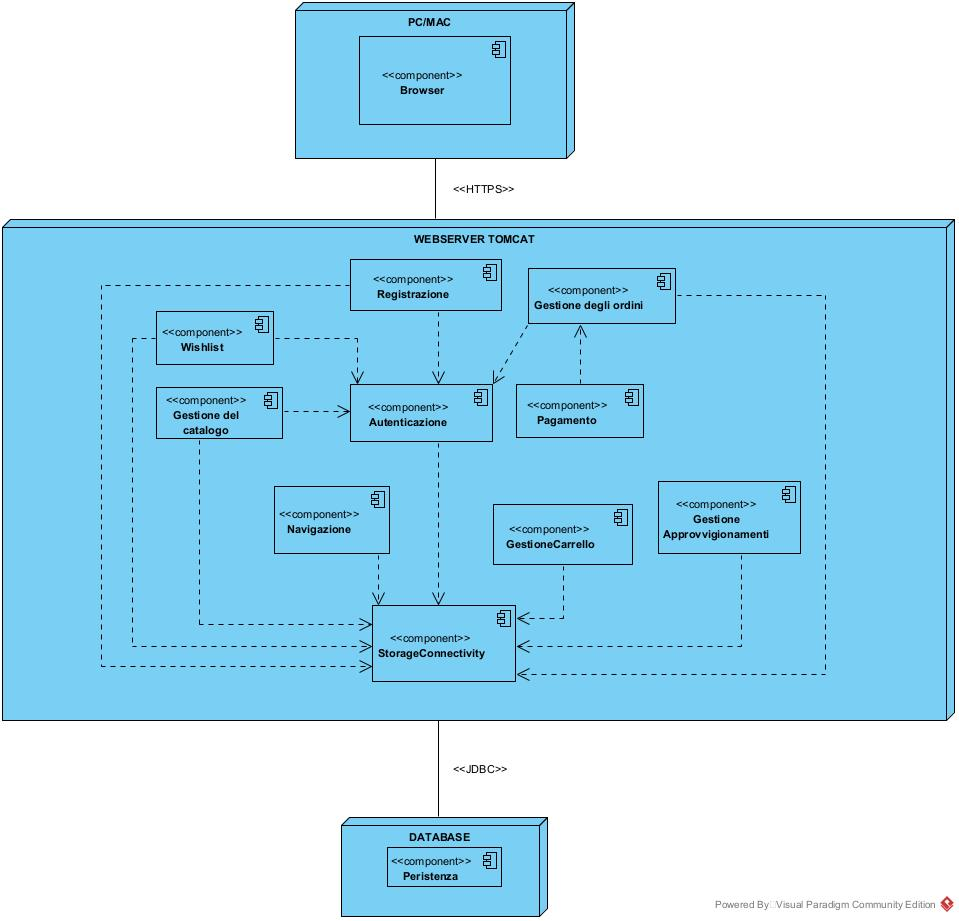 PC/MAC
<<component>>
Browser
<<HTTPS>>
WEBSERVER TOMCAT
<<component>>
Registrazione
<<component>>
Gestione degli ordini
<<component>>
Wishlist
<<component>>
Gestione del
catalogo
<<component>>
Autenticazione
<<component>>
Pagamento
<<component>>
Navigazione
<<component>>
GestioneCarrello
<<component>>
Gestione
Approvvigionamenti
<<component>>
StorageConnectivity
<<JDBC>>
DATABASE
<<component>>
Peristenza
Powered By Visual Paradigm Community Edition